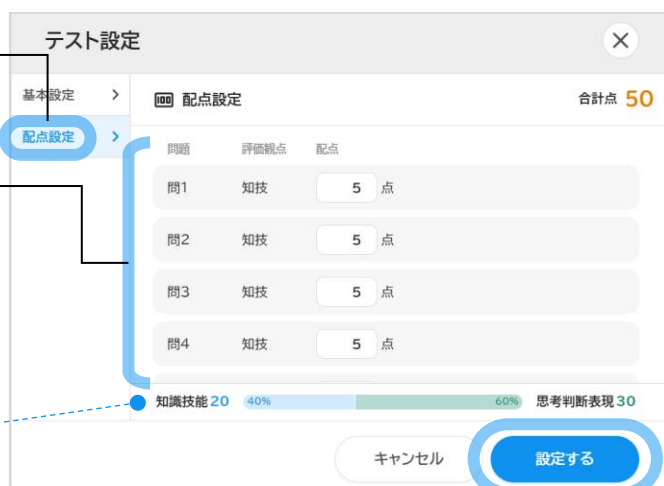 テスト設定
基本設定
配点設定
100 配点設定 合計点 50
問題 評価観点 配点
問1 知技 5 点
問2 知技 5 点
問3 知技 5 点
問4 知技 5 点
知識技能 20 40% 60% 思考判断表現 30
キャンセル 設定する